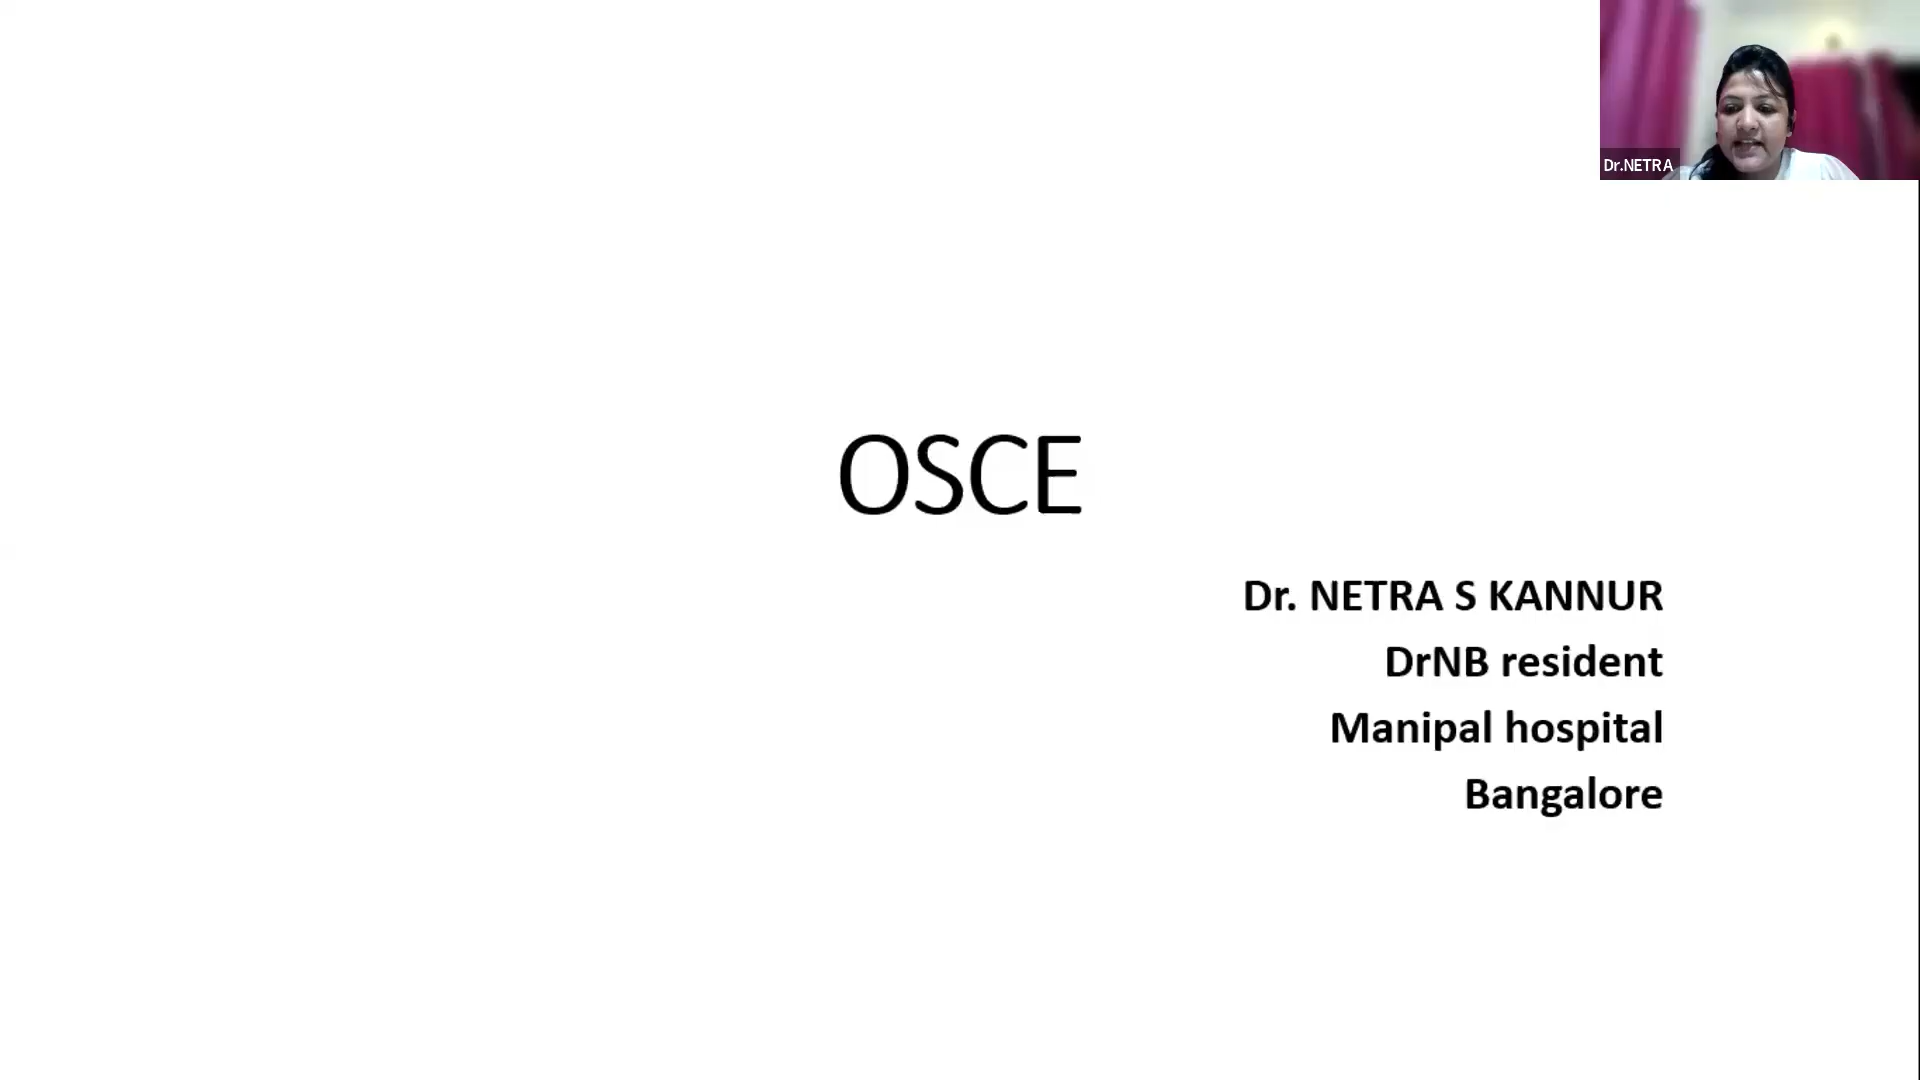 Dr.NETRA
OSCE
Dr. NETRA S KANNUR
DrNB resident
Manipal hospital
Bangalore